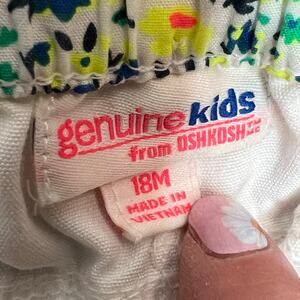 genuine kids
from OSHKOSH
18M
MADE IN
VIETNAM